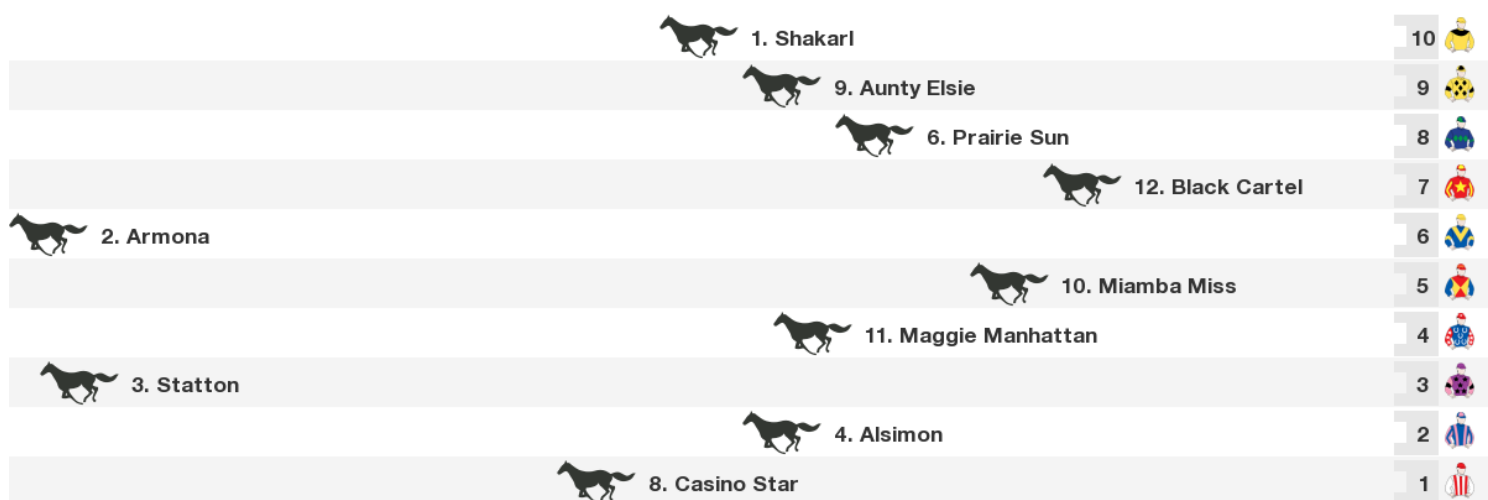 1. Shakarl 10
9. Aunty Elsie 9
6. Prairie Sun 8
12. Black Cartel 7
2. Armona 6
10. Miamba Miss 5
11. Maggie Manhattan 4
3. Statton 3
4. Alsimon 2
8. Casino Star 1